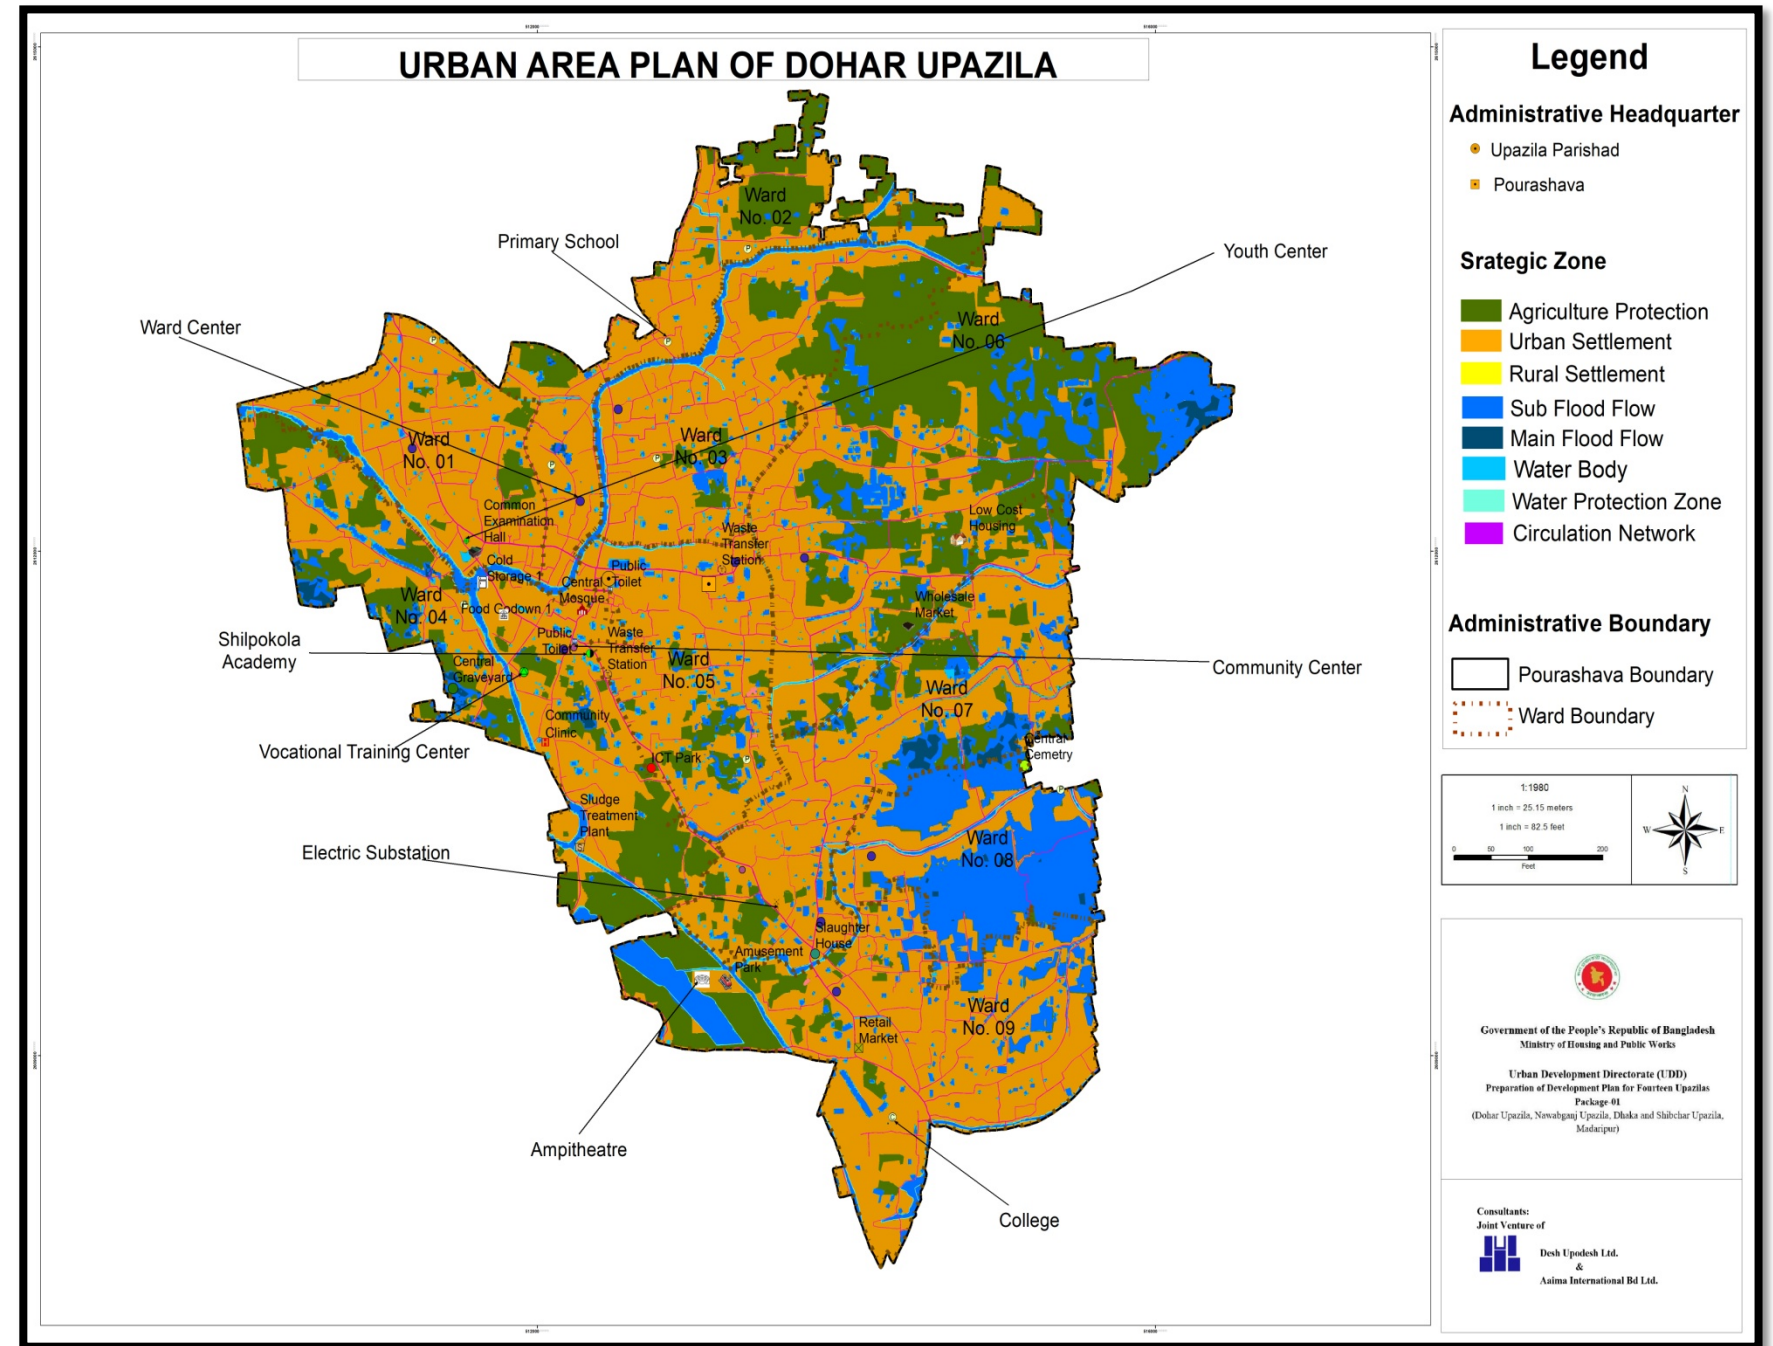 URBAN AREA PLAN OF DOHAR UPAZILA
Ward
No. 02
Primary School
Youth Center
Ward
No. 06
Ward Center
Ward
No. 01
Ward
No. 03
Common
Examination
Hall
Low Cost
Housing
Waste
Transfer
Station
Cold
Storage 1
Public
Toilet
Central
Mosque
Ward
No. 04
Food Godown 1
Wholesale
Market
Shilpokola
Academy
Public
Toilet
Waste
Transfer
Station
Central
Graveyard
Ward
No. 05
Community Center
Ward
No. 07
Community
Clinic
Vocational Training Center
ICT Park
Central
Cemetry
Sludge
Treatment
Plant
Electric Substation
Ward
No. 08
Slaughter
House
Amusement
Park
Ward
No. 09
Retail
Market
Ampitheatre
College
Legend
Administrative Headquarter
Upazila Parishad
Pourashava
Srategic Zone
Agriculture Protection
Urban Settlement
Rural Settlement
Sub Flood Flow
Main Flood Flow
Water Body
Water Protection Zone
Circulation Network
Administrative Boundary
Pourashava Boundary
Ward Boundary
1:1980
1 inch = 25.15 meters
1 inch = 82.5 feet
0 50 100 200
Feet
N
W E
S
Government of the People's Republic of Bangladesh
Ministry of Housing and Public Works
Urban Development Directorate (UDD)
Preparation of Development Plan for Fourteen Upazilas
Package-01
(Dohar Upazila, Nawabganj Upazila, Dhaka and Shibchar Upazila,
Madaripur)
Consultants:
Joint Venture of
Desh Upodesh Ltd.
&
Aaima International Bd Ltd.